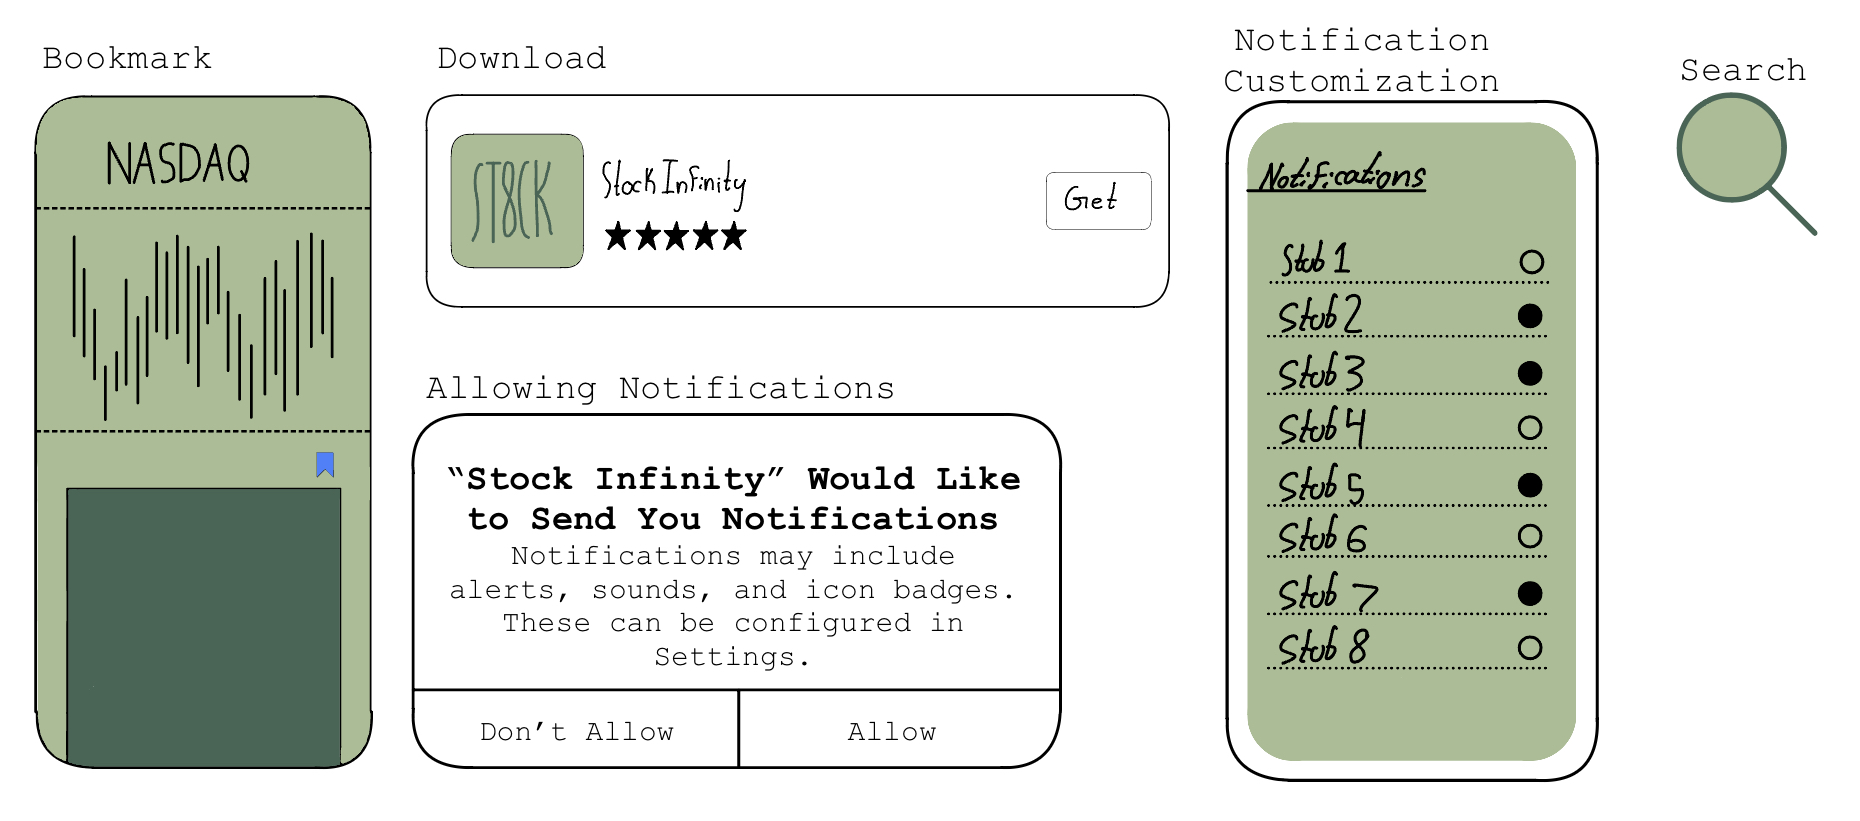 Bookmark
NASDAQ
Download
ST8CK
Stock Infinity
Get
Allowing Notifications
“Stock Infinity” Would Like
to Send You Notifications
Notifications may include
alerts, sounds, and icon badges.
These can be configured in
Settings.
Don’t Allow
Allow
Notification
Customization
Notifications
Stub 1
Stub 2
Stub 3
Stub 4
Stub 5
Stub 6
Stub 7
Stub 8
Search